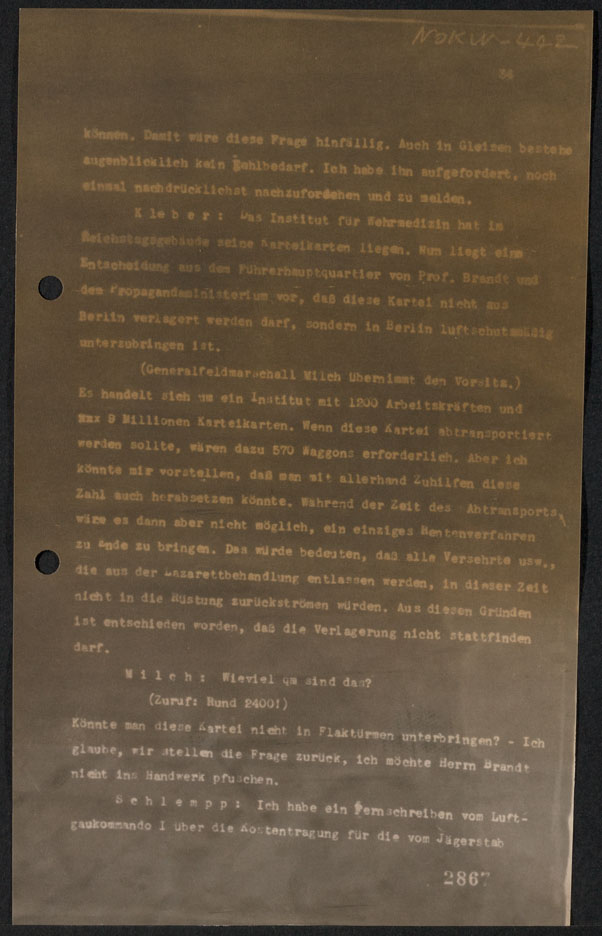 NOKW-442
36
können. Damit wäre diese Frage hinfällig. Auch in Gleisen bestehe
augenblicklich kein Zuhlbedarf. Ich habe ihn aufgefordert, noch
einmal nachdrücklichst nachzuforschen und zu melden.
K l e b e r : Das Institut für Wehrmedizin hat im
Reichstagsgebäude seine Karteikarten liegen. Nun liegt eine
Entscheidung aus dem Führerhauptquartier von Prof. Brandt und
dem Propagandaministerium vor, daß diese Kartei nicht aus
Berlin verlagert werden darf, sondern in Berlin luftschutzmäßig
unterzubringen ist.
(Generalfeldmarschall Milch übernimmt den Vorsitz.)
Es handelt sich um ein Institut mit 1200 Arbeitskräften und
9 Millionen Karteikarten. Wenn diese Kartei abtransportiert
werden sollte, wären dazu 570 Waggons erforderlich. Aber ich
könnte mir vorstellen, daß man mit allerhand Zuhilfen diese
Zahl auch herabsetzen könnte. Während der Zeit des Abtransports
wäre es dann aber nicht möglich, ein einziges Rentenverfahren
zu Ende zu bringen. Das würde bedeuten, daß alle Versehrte usw.,
die aus der Lazarettbehandlung entlassen werden, in dieser Zeit
nicht in die Rüstung zurückströmen würden. Aus diesen Gründen
ist entschieden worden, daß die Verlagerung nicht stattfinden
darf.
M i l c h : Wieviel qm sind das?
(Zuruf: Rund 2400!)
Könnte man diese Kartei nicht in Flaktürmen unterbringen? - Ich
glaube, wir stellen die Frage zurück, ich möchte Herrn Brandt
nicht ins Handwerk pfuschen.
S c h l e m p p : Ich habe ein Fernschreiben vom Luft-
gaukommando I über die Kostentragung für die vom Jägerstab
2867